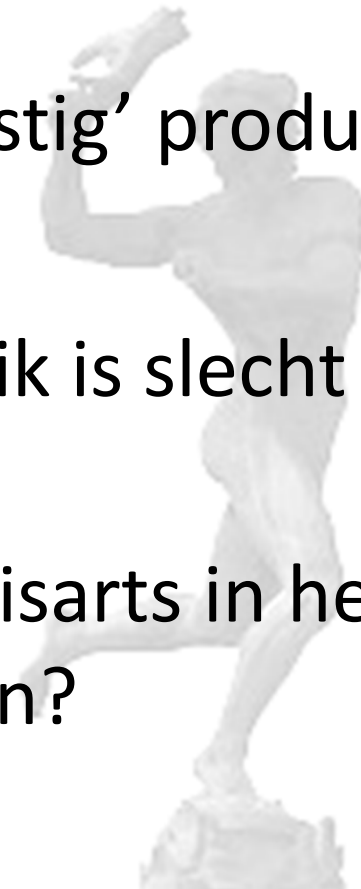 stig’ produ
ik is slecht
isarts in he
n?